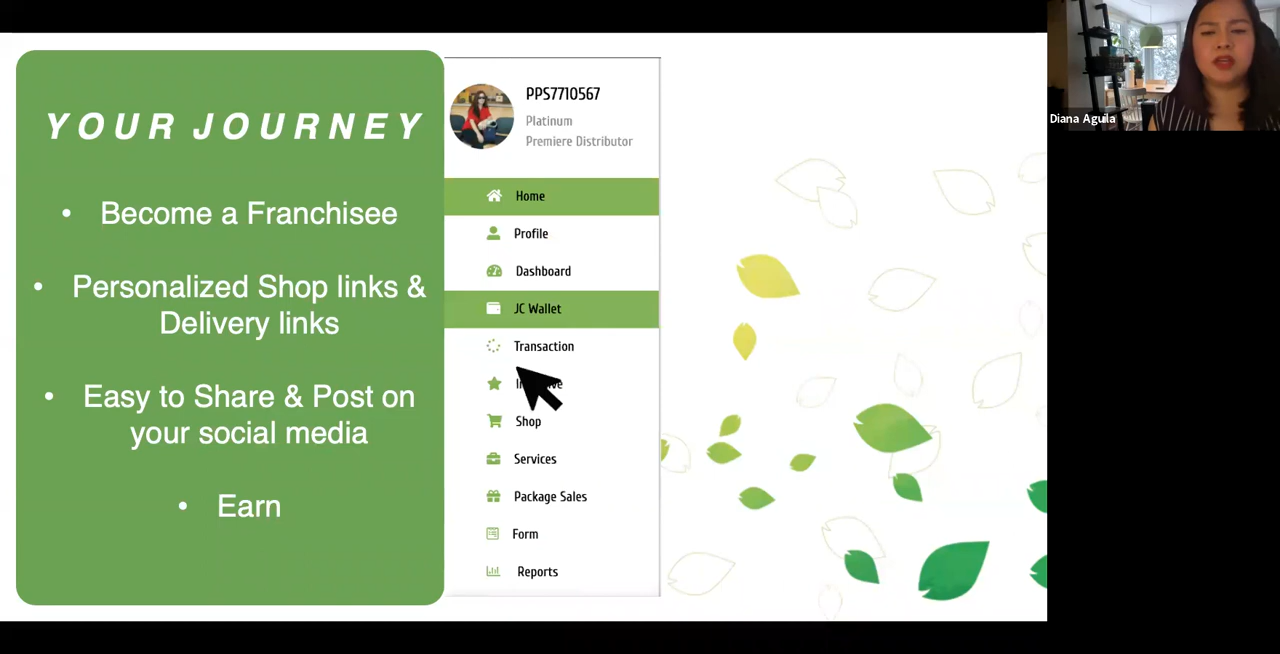 YOUR JOURNEY
• Become a Franchisee
• Personalized Shop links &
Delivery links
• Easy to Share & Post on
your social media
• Earn
PPS7710567
Platinum
Premiere Distributor
Home
Profile
Dashboard
JC Wallet
Transaction
Shop
Services
Package Sales
Form
Reports
Diana Aguila